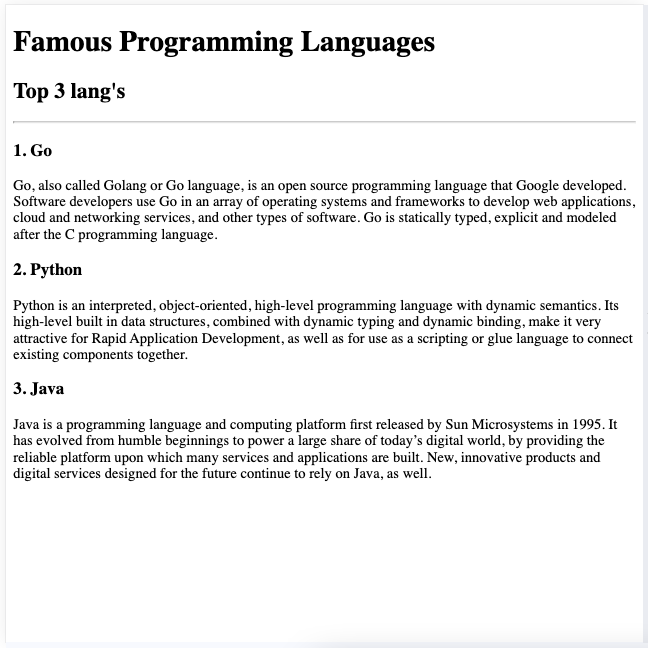 Famous Programming Languages
Top 3 lang's
1. Go
Go, also called Golang or Go language, is an open source programming language that Google developed.
Software developers use Go in an array of operating systems and frameworks to develop web applications,
cloud and networking services, and other types of software. Go is statically typed, explicit and modeled
after the C programming language.
2. Python
Python is an interpreted, object-oriented, high-level programming language with dynamic semantics. Its
high-level built in data structures, combined with dynamic typing and dynamic binding, make it very
attractive for Rapid Application Development, as well as for use as a scripting or glue language to connect
existing components together.
3. Java
Java is a programming language and computing platform first released by Sun Microsystems in 1995. It
has evolved from humble beginnings to power a large share of today’s digital world, by providing the
reliable platform upon which many services and applications are built. New, innovative products and
digital services designed for the future continue to rely on Java, as well.